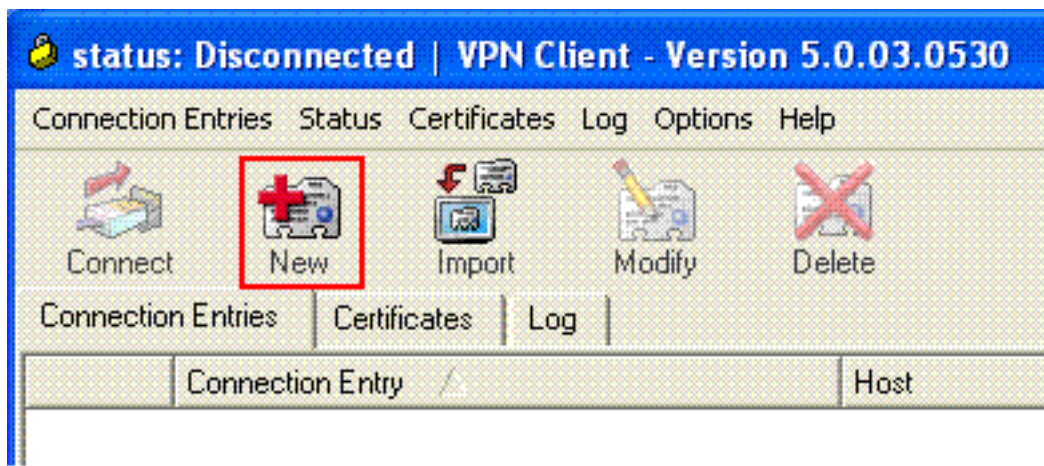 status: Disconnected | VPN Client - Version 5.0.03.0530
Connection Entries Status Certificates Log Options Help
Connect New Import Modify Delete
Connection Entries Certificates Log
Connection Entry Host